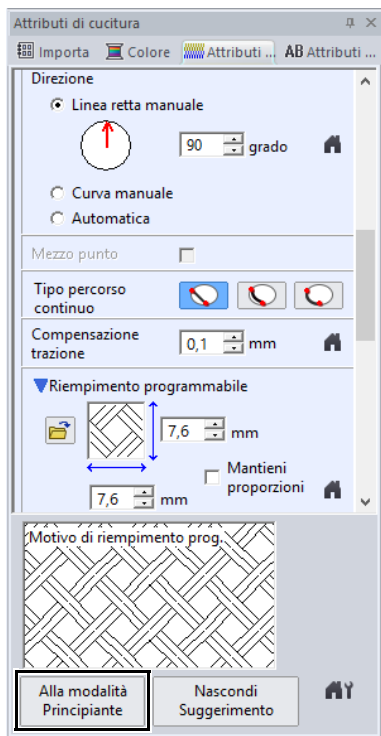 Attributi di cucitura
Importa Colore Attributi ... AB Attributi ...
Direzione
Linea retta manuale
90 grado
Curva manuale
Automatica
Mezzo punto
Tipo percorso
continuo
Compensazione
trazione
0,1 mm
Riempimento programmabile
7,6 mm
Mantieni
proporzioni
7,6 mm
Motivo di riempimento prog.
Alla modalità
Principiante
Nascondi
Suggerimento